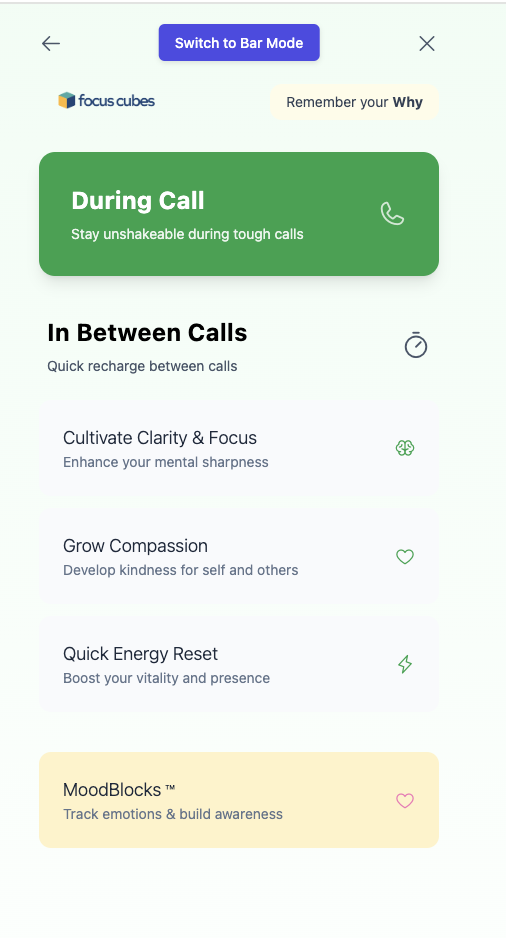 Switch to Bar Mode
focus cubes
Remember your Why
During Call
Stay unshakeable during tough calls
In Between Calls
Quick recharge between calls
Cultivate Clarity & Focus
Enhance your mental sharpness
Grow Compassion
Develop kindness for self and others
Quick Energy Reset
Boost your vitality and presence
MoodBlocks ™
Track emotions & build awareness